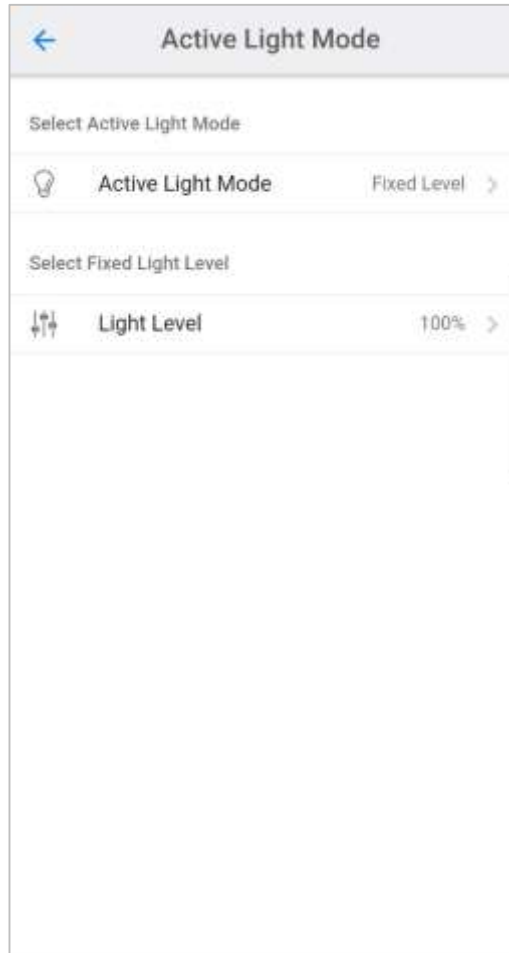 Active Light Mode
Select Active Light Mode
Active Light Mode Fixed Level
Select Fixed Light Level
Light Level 100%